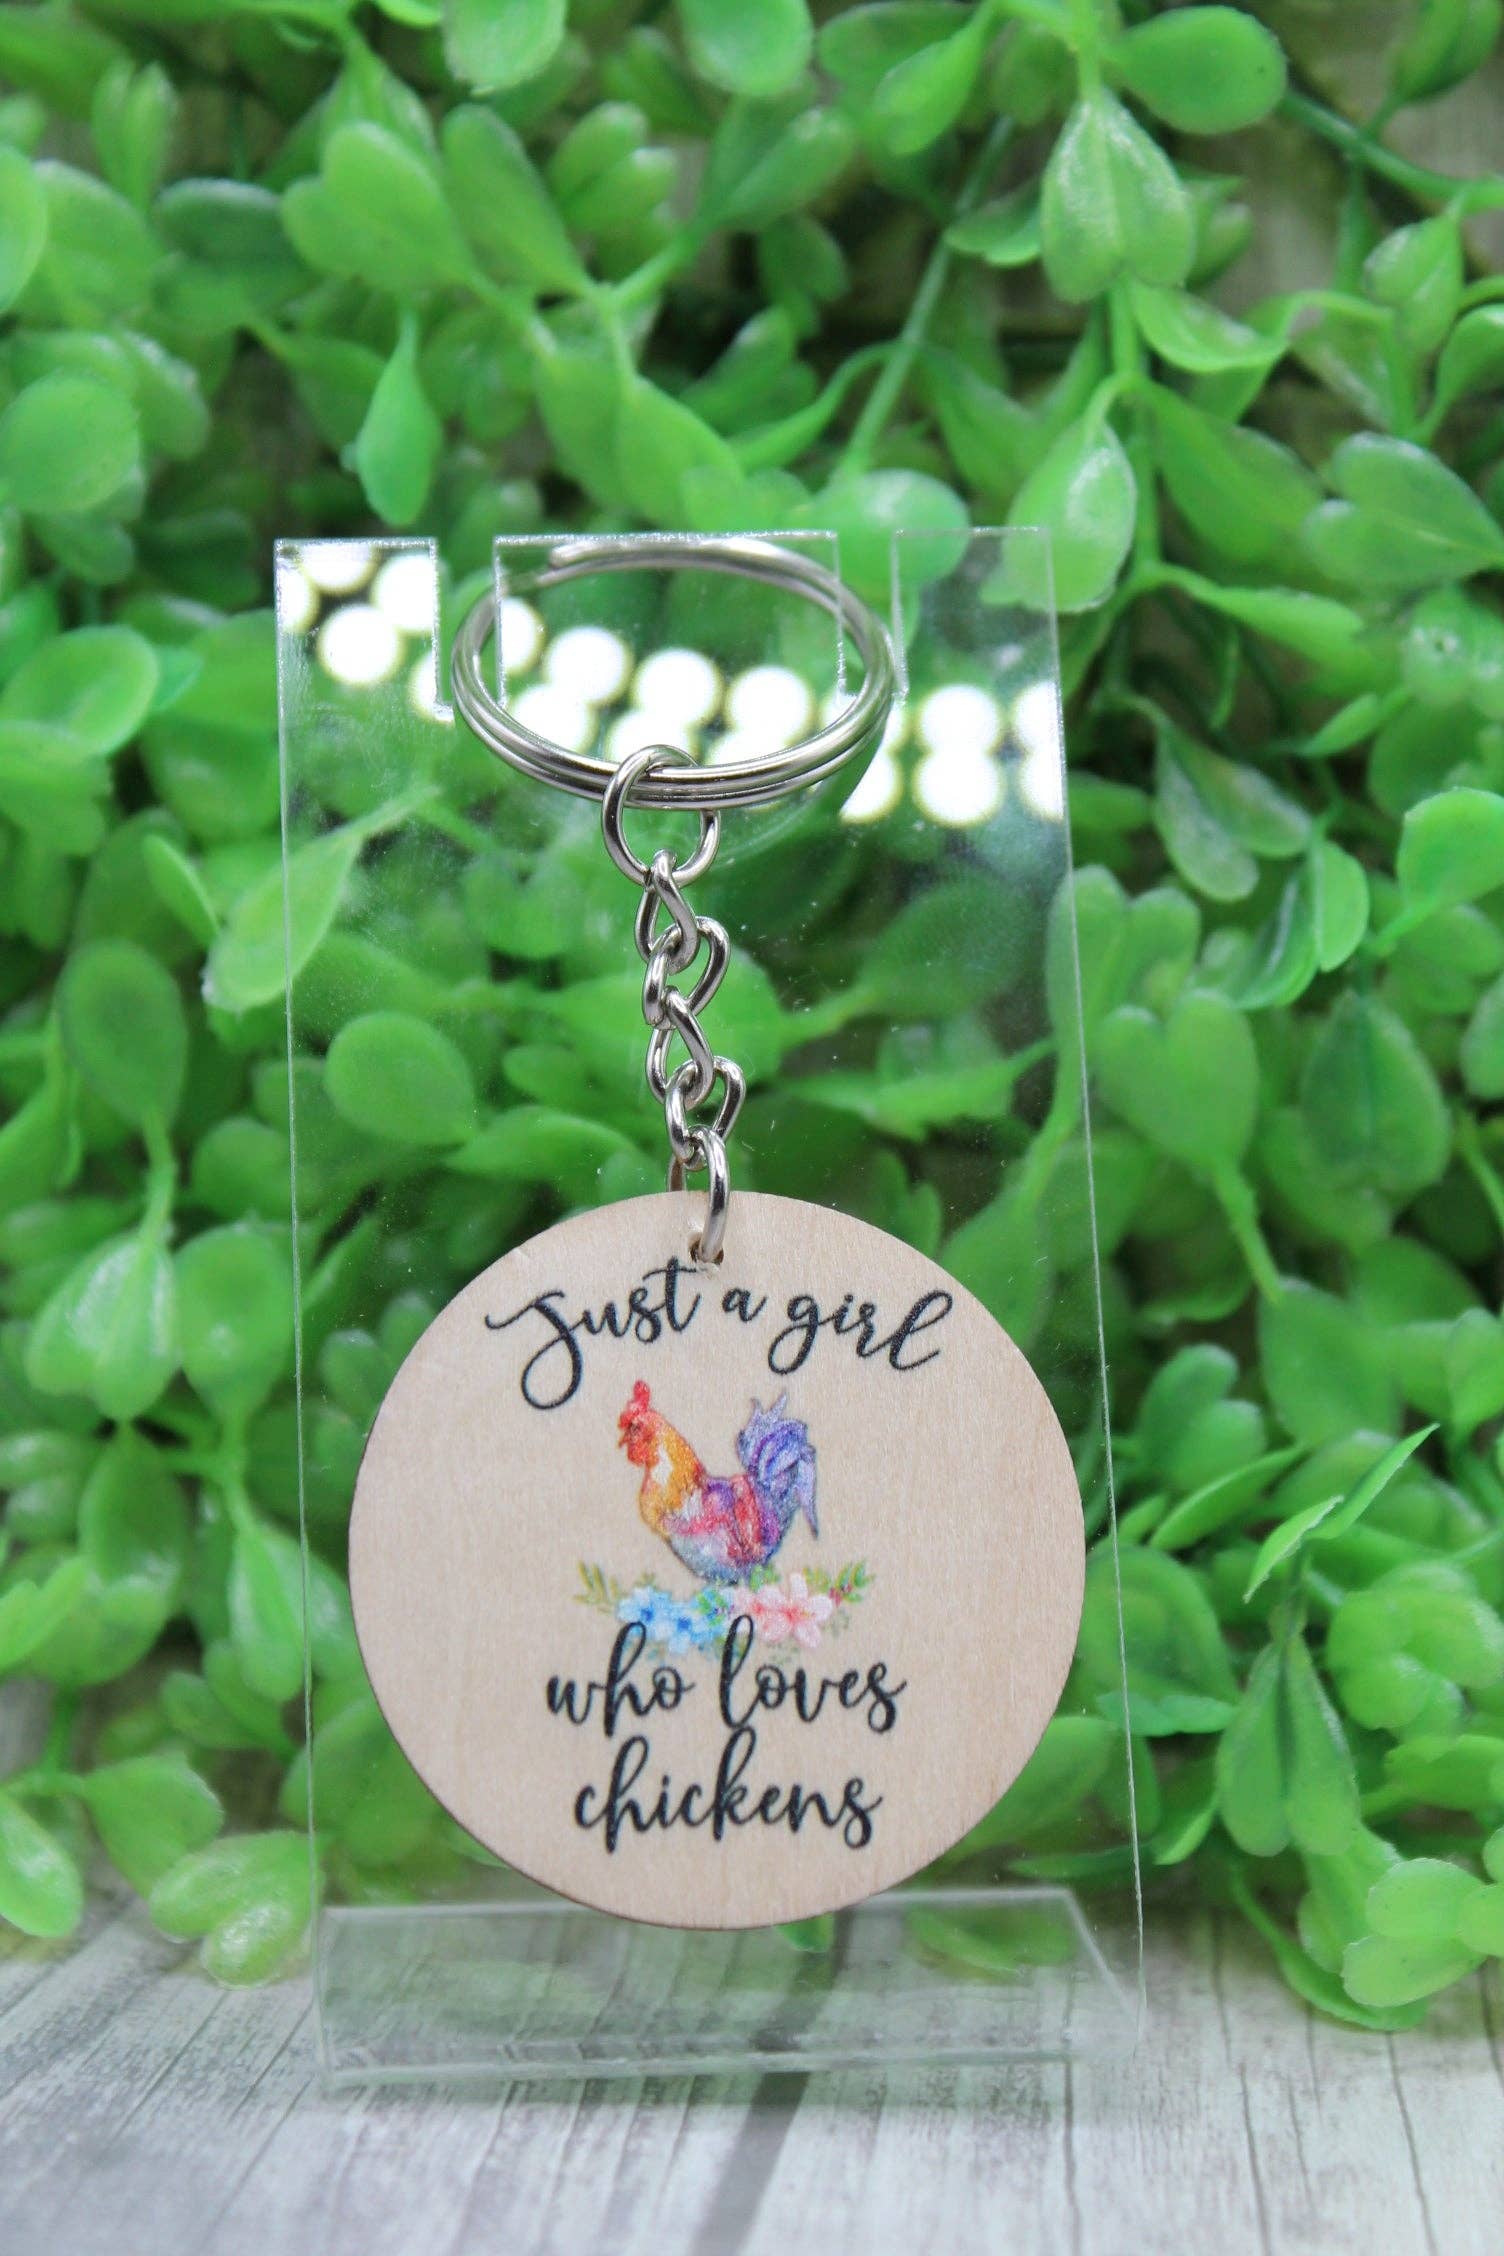 Just a girl
who loves
chickens